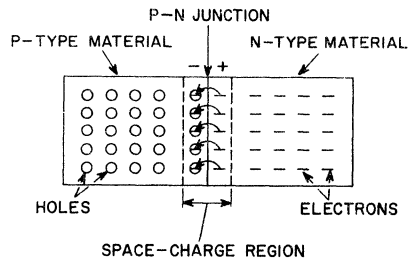 P-N JUNCTION
P-TYPE MATERIAL
N-TYPE MATERIAL
- +
HOLES
ELECTRONS
SPACE-CHARGE REGION